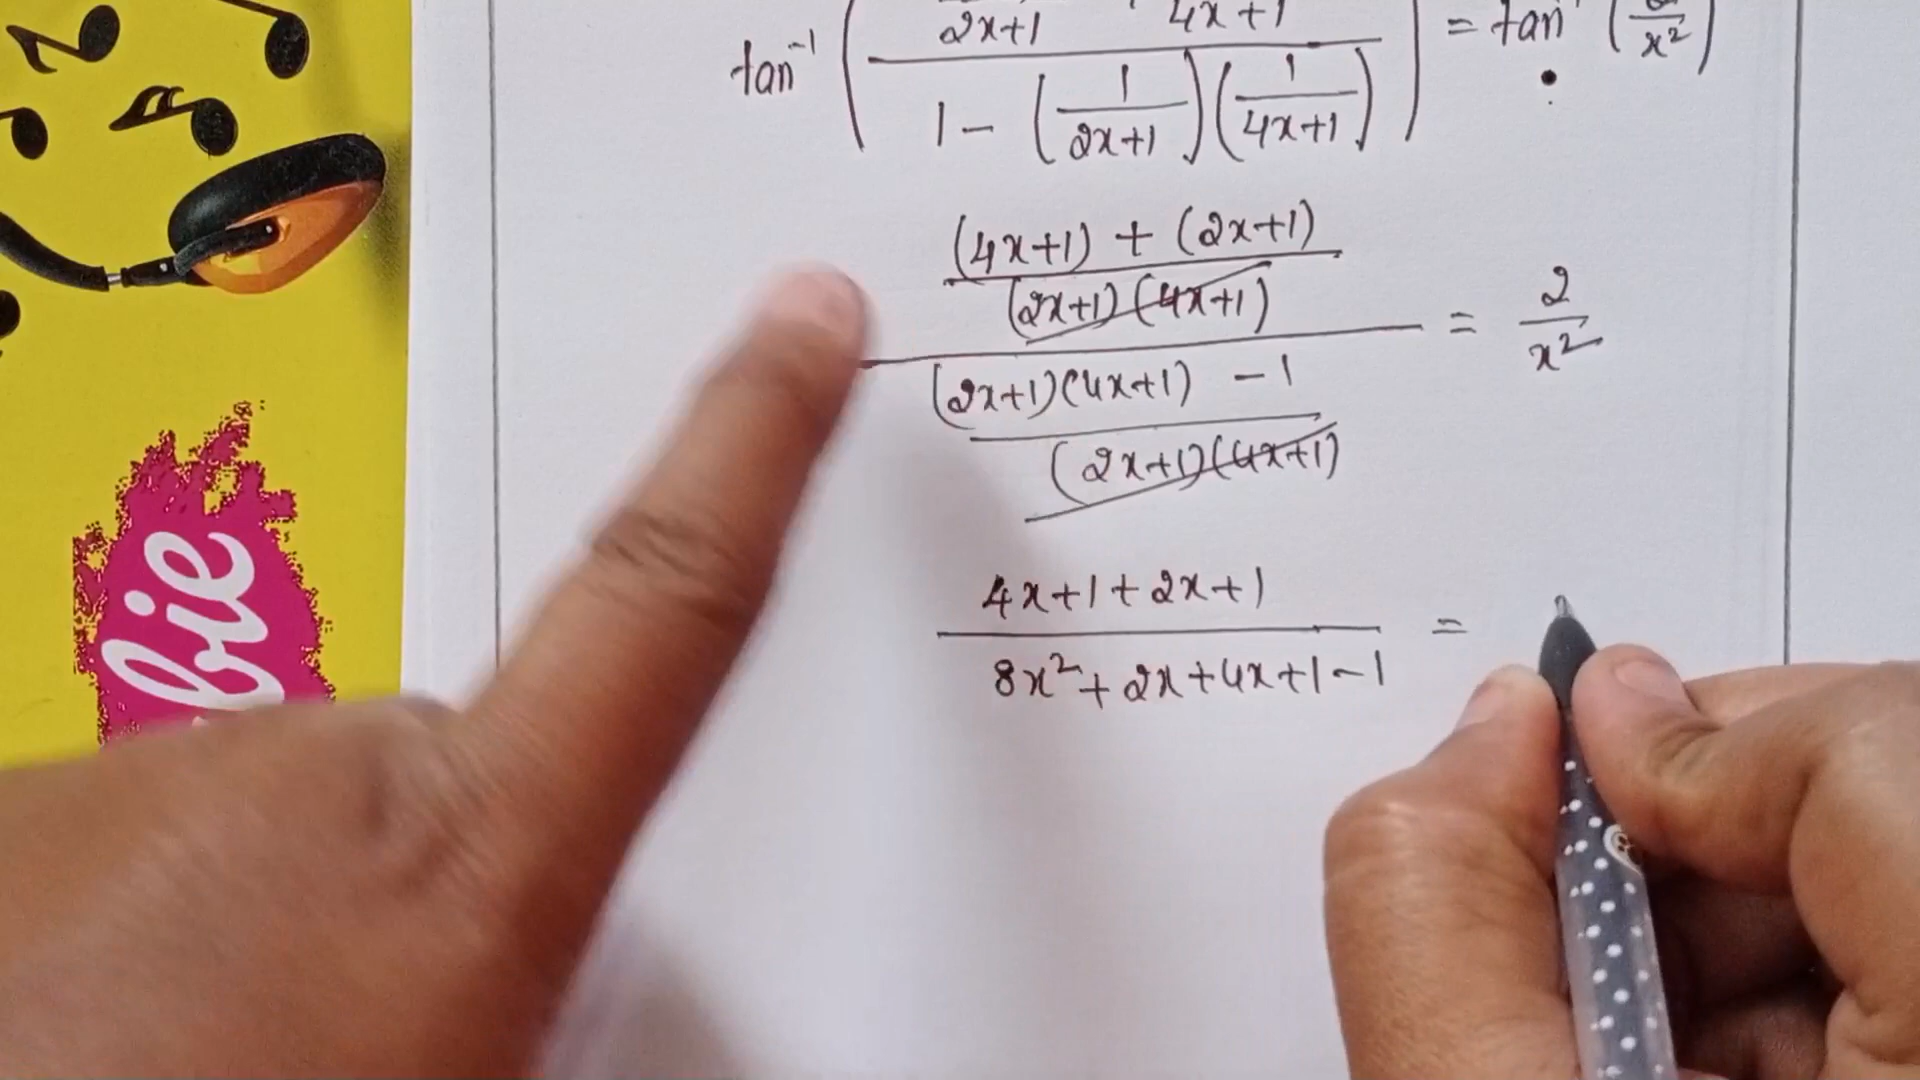 2x+1 4x+1
tan⁻¹ ( ) = tan⁻¹ ( /x²)
1 - (1/2x+1)(1/4x+1)
(4x+1) + (2x+1)
(2x+1)(4x+1)
= 2/x²
(2x+1)(4x+1) - 1
(2x+1)(4x+1)
4x+1+2x+1
=
8x²+2x+4x+1-1
bie